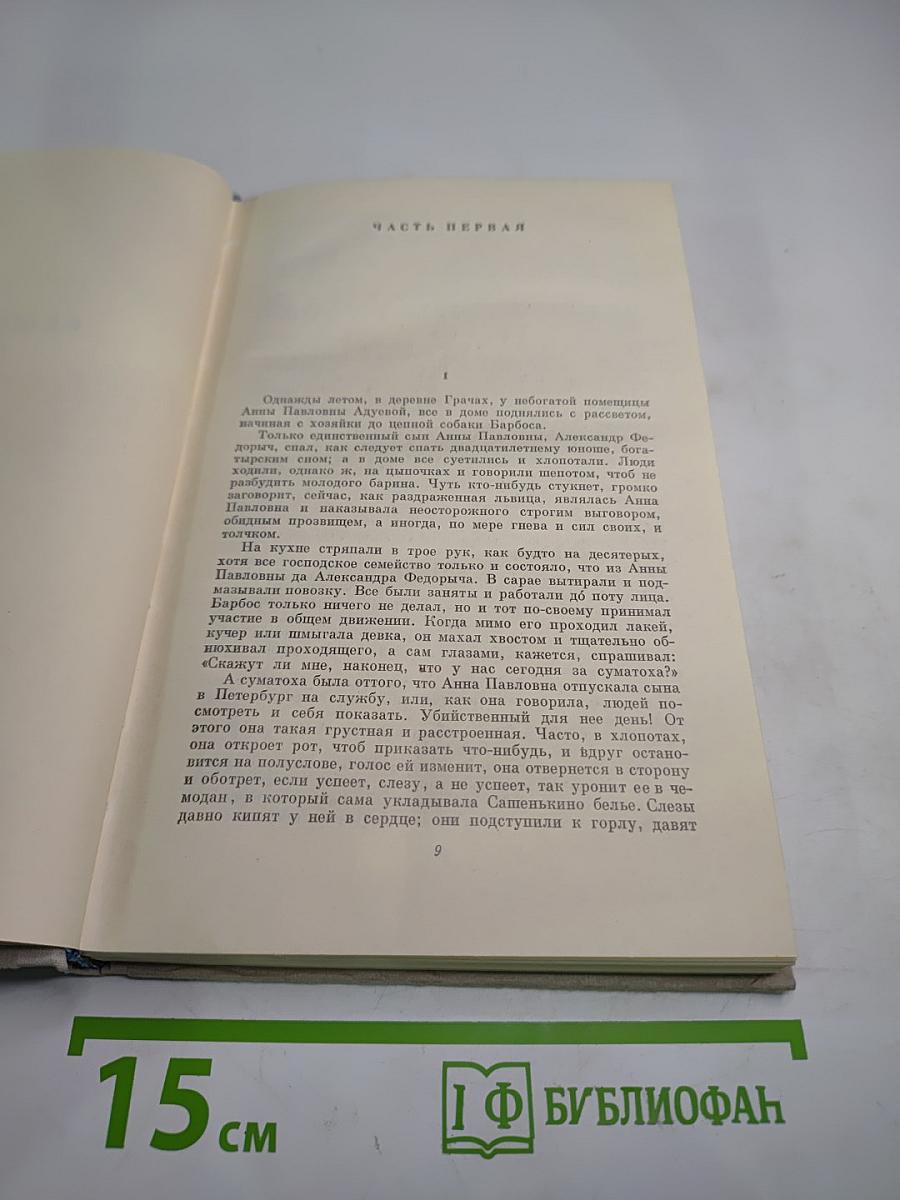 ЧАСТЬ ПЕРВАЯ
I
Однажды летом, в деревне Грачах, у небогатой помещицы
Анны Павловны Адуевой, все в доме поднялись с рассветом,
начиная с хозяйки до цепной собаки Барбоса.
Только единственный сын Анны Павловны, Александр Фе-
дорыч, спал, как следует спать двадцатилетнему юноше, бога-
тырским сном; а в доме все суетились и хлопотали. Люди
ходили, однако ж, на цыпочках и говорили шепотом, чтоб не
разбудить молодого барина. Чуть кто-нибудь стукнет, громко
заговорит, сейчас, как раздраженная львица, являлась Анна
Павловна и наказывала неосторожного строгим выговором,
обидным прозвищем, а иногда, по мере гнева и сил своих, и
толчком.
На кухне стряпали в трое рук, как будто на десятерых,
хотя все господское семейство только и состояло, что из Анны
Павловны да Александра Федорыча. В сарае вытирали и под-
мазывали повозку. Все были заняты и работали до́ поту лица.
Барбос только ничего не делал, но и тот по-своему принимал
участие в общем движении. Когда мимо его проходил лакей,
кучер или шмыгала девка, он махал хвостом и тщательно об-
нюхивал проходящего, а сам глазами, кажется, спрашивал:
«Скажут ли мне, наконец, что у нас сегодня за суматоха?»
А суматоха была оттого, что Анна Павловна отпускала сына
в Петербург на службу, или, как она говорила, людей по-
смотреть и себя показать. Убийственный для нее день! От
этого она такая грустная и расстроенная. Часто, в хлопотах,
она откроет рот, чтоб приказать что-нибудь, и вдруг остано-
вится на полуслове, голос ей изменит, она отвернется в сторону
и оботрет, если успеет, слезу, а не успеет, так уронит ее в че-
модан, в который сама укладывала Сашенькино белье. Слезы
давно кипят у ней в сердце; они подступили к горлу, давят
9
15 см
ІФ БУБЛИОФАН